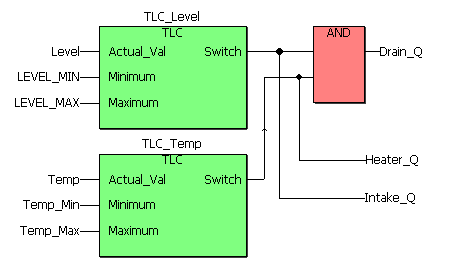 TLC_Level
TLC
AND
Level
Actual_Val
Switch
Drain_Q
LEVEL_MIN
Minimum
LEVEL_MAX
Maximum
TLC_Temp
TLC
Heater_Q
Temp
Actual_Val
Switch
Intake_Q
Temp_Min
Minimum
Temp_Max
Maximum